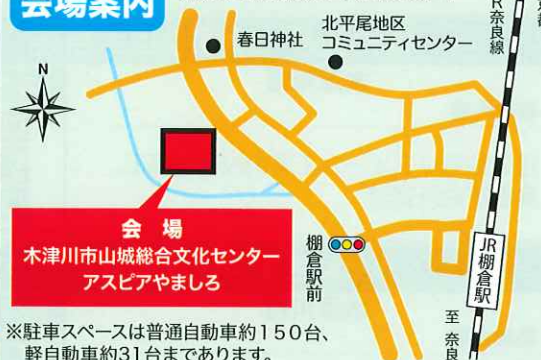 会場案内
春日神社
北平尾地区
コミュニティセンター
R奈良線
京都
N
会 場
木津川市山城総合文化センター
アスピアやましろ
棚倉駅前
JR棚倉駅
至 奈良
※駐車スペースは普通自動車約150台、
軽自動車約31台まであります。